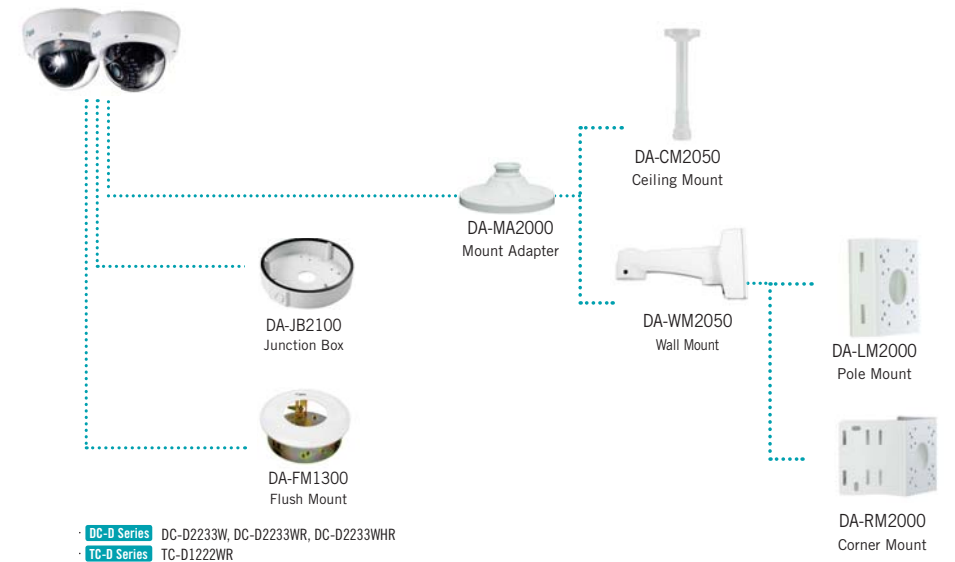 DA-CM2050
Ceiling Mount
DA-MA2000
Mount Adapter
DA-JB2100
Junction Box
DA-WM2050
Wall Mount
DA-LM2000
Pole Mount
DA-FM1300
Flush Mount
DA-RM2000
Corner Mount
· DC-D Series DC-D2233W, DC-D2233WR, DC-D2233WHR
· TC-D Series TC-D1222WR